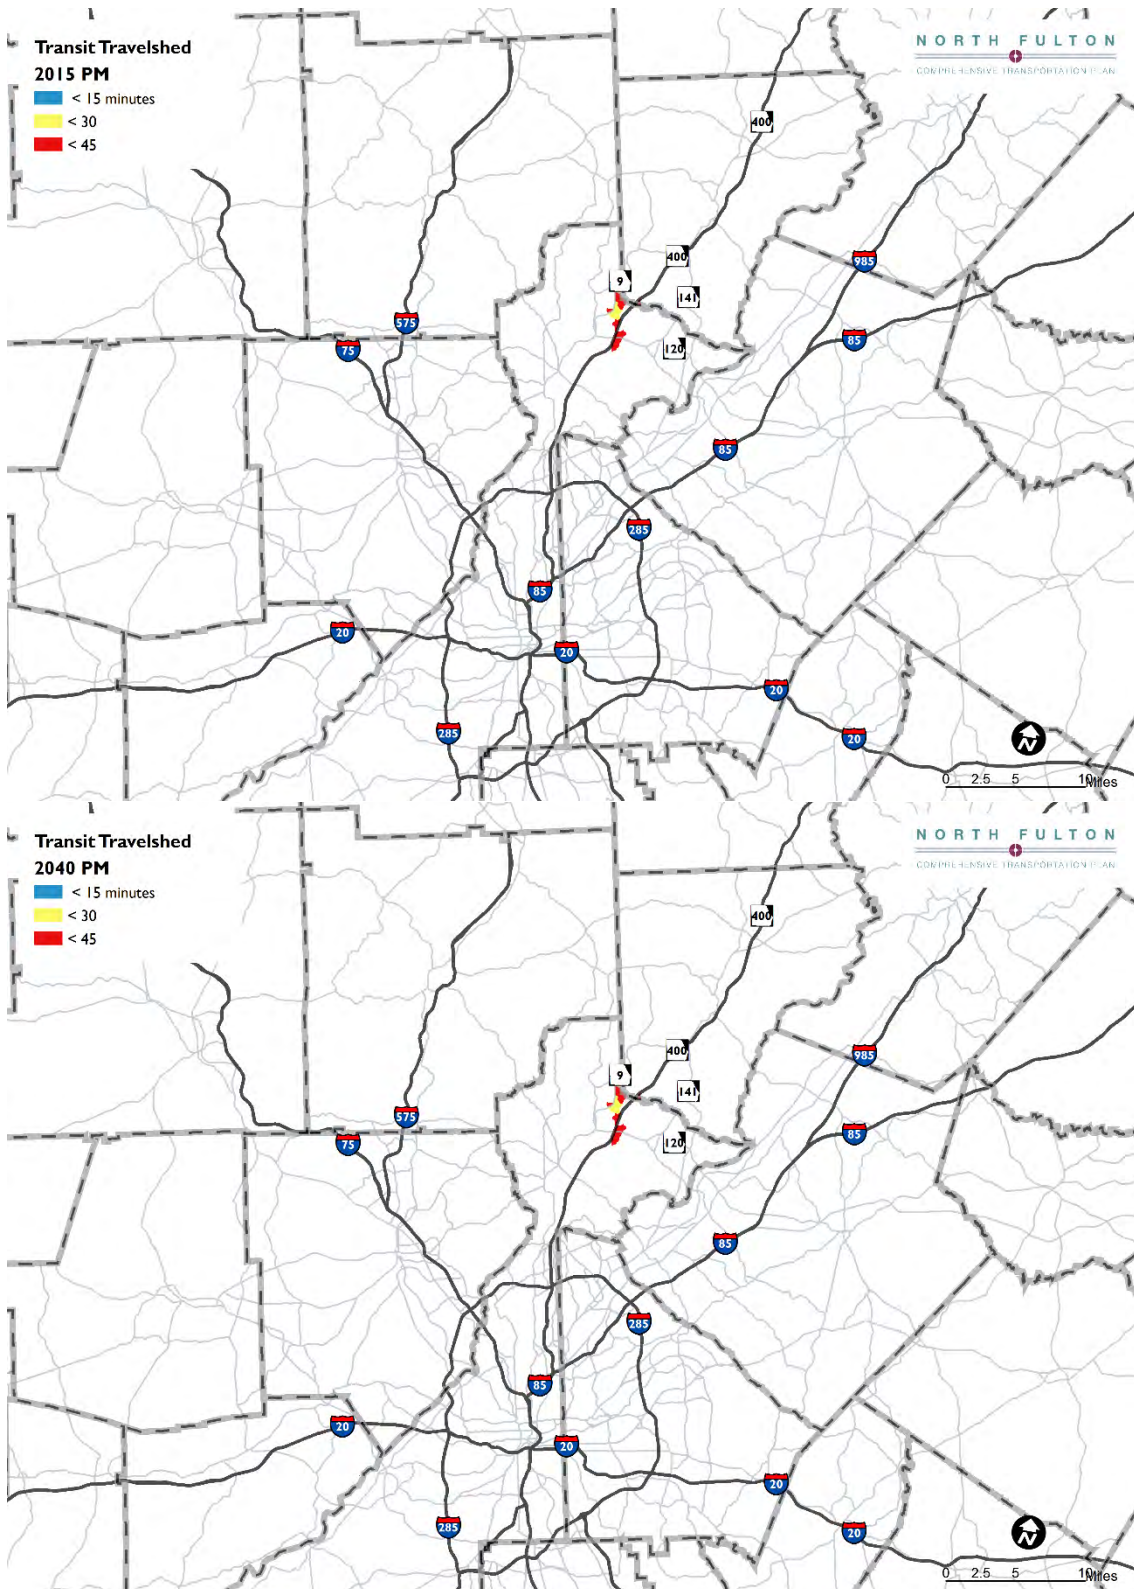 Transit Travelshed
2015 PM
< 15 minutes
< 30
< 45
NORTH FULTON
COMPREHENSIVE TRANSPORTATION PLAN
400
400
9
141
120
985
85
575
75
85
285
85
20
20
20
285
20
N
0 2.5 5 10 Miles
Transit Travelshed
2040 PM
< 15 minutes
< 30
< 45
NORTH FULTON
COMPREHENSIVE TRANSPORTATION PLAN
400
400
9
141
120
985
85
575
75
85
285
85
20
20
20
285
20
N
0 2.5 5 10 Miles